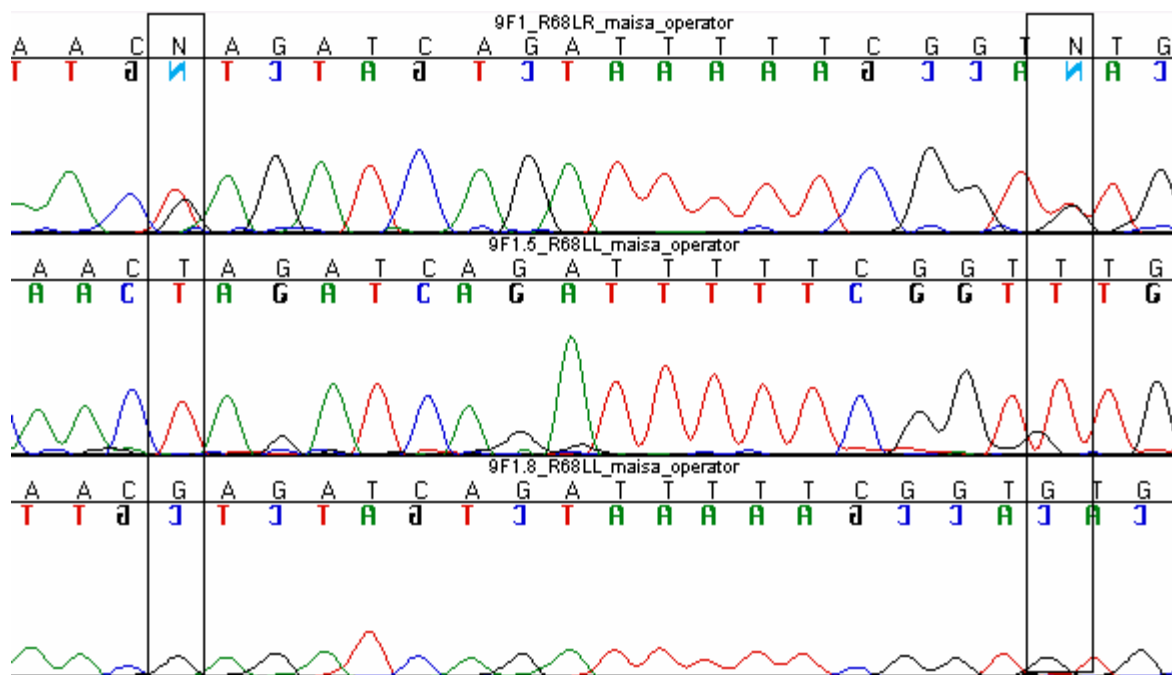 9F1_R68LR_maisa_operator
A A C N A G A T C A G A T T T T T C G G T N T G
T T G N T C T A G T C T A A A A A G C C A N A C
9F1.5_R68LL_maisa_operator
A A C T A G A T C A G A T T T T T C G G T T T G
A A C T A G A T C A G A T T T T T C G G T T T G
9F1.8_R68LL_maisa_operator
A A C G A G A T C A G A T T T T T C G G T G T G
T T G C T C T A G T C T A A A A A G C C A C A C